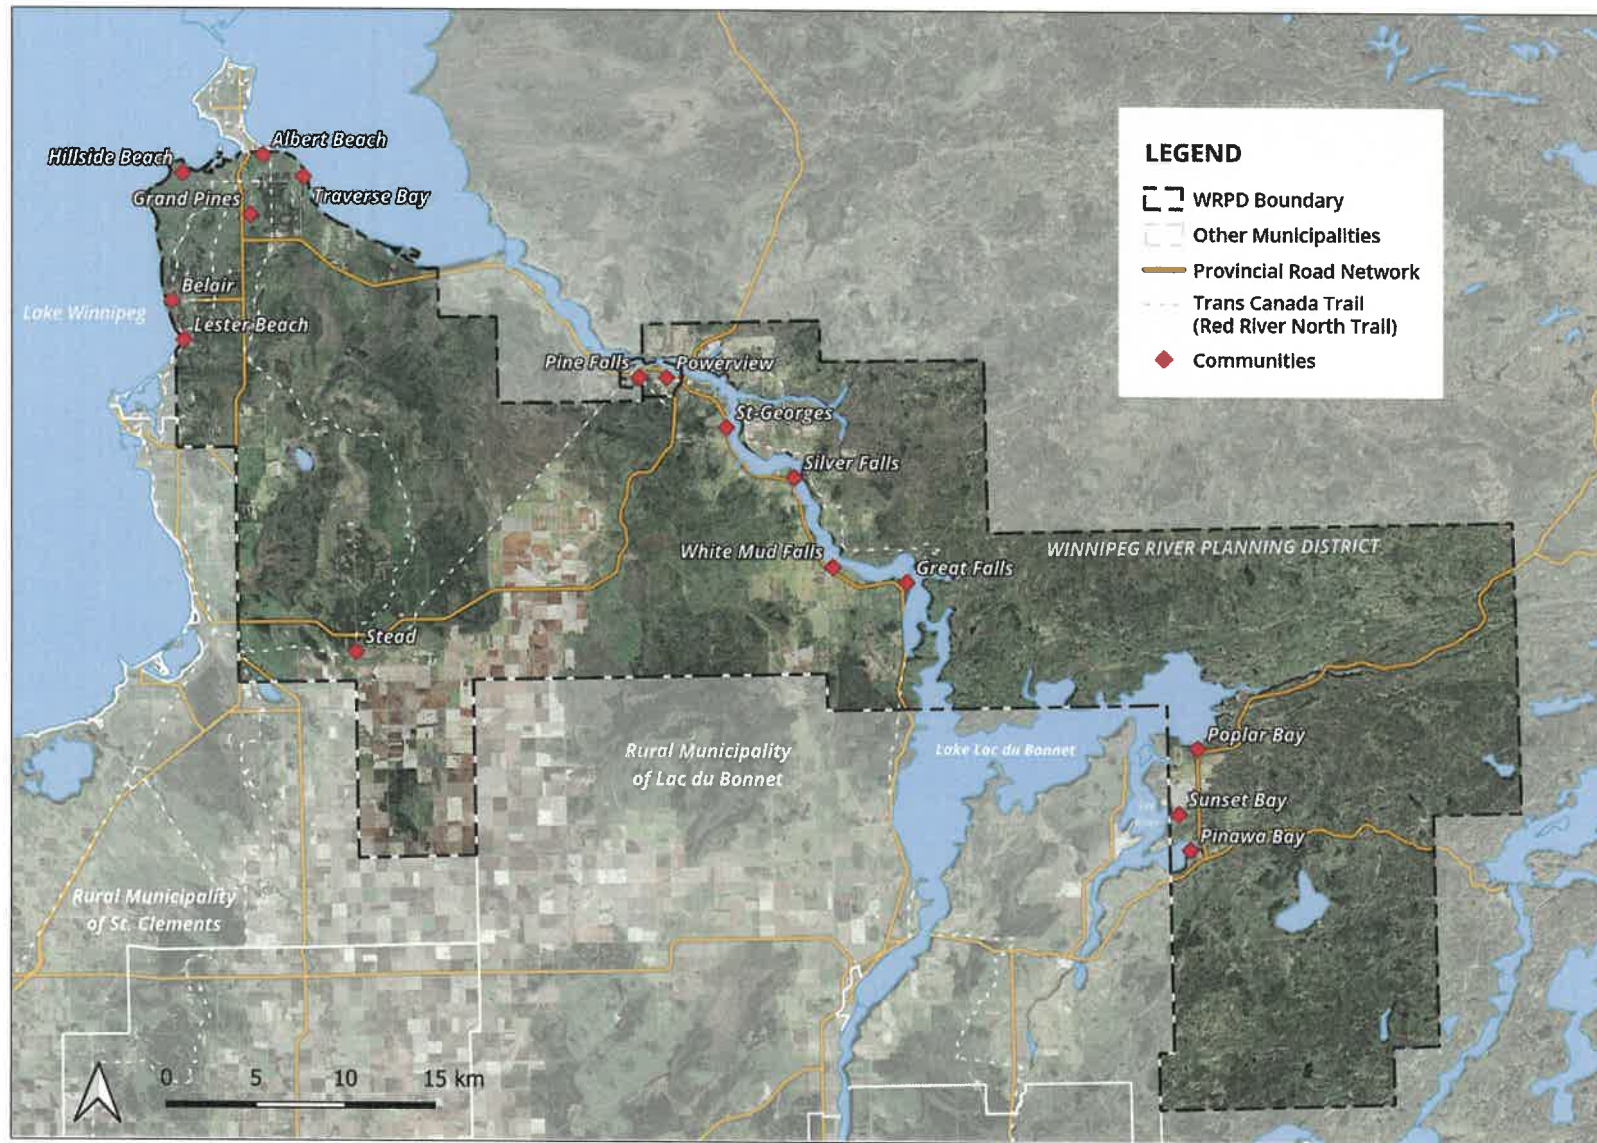 Albert Beach
Hillside Beach
Grand Pines
Traverse Bay
Belair
Lake Winnipeg
Lester Beach
LEGEND
WRPD Boundary
Other Municipalities
Provincial Road Network
Trans Canada Trail
(Red River North Trail)
Communities
Pine Falls
Powerview
St-Georges
Silver Falls
White Mud Falls
Great Falls
WINNIPEG RIVER PLANNING DISTRICT
Stead
Rural Municipality
of Lac du Bonnet
Lake Lac du Bonnet
Poplar Bay
Sunset Bay
Pinawa Bay
Rural Municipality
of St. Clements
0 5 10 15 km